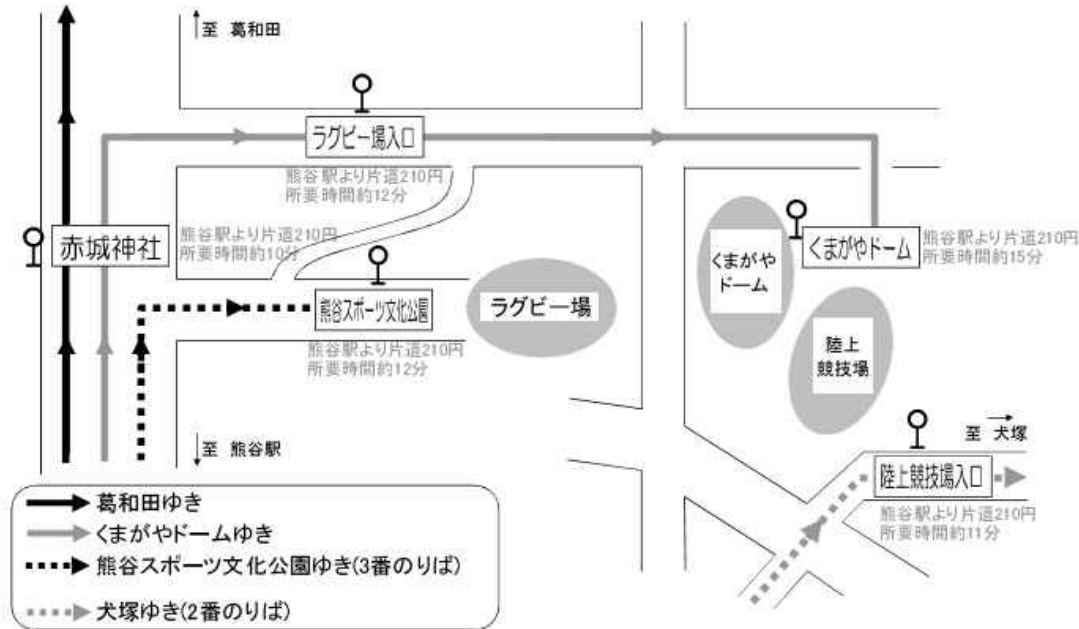 至 葛和田
ラグビー場入口
熊谷駅より片道210円
所要時間約12分
赤城神社
熊谷駅より片道210円
所要時間約10分
くまがやドーム
くまがや
ドーム
熊谷駅より片道210円
所要時間約15分
熊谷スポーツ文化公園
熊谷駅より片道210円
所要時間約12分
ラグビー場
陸上
競技場
至 熊谷駅
至 犬塚
陸上競技場入口
熊谷駅より片道210円
所要時間約11分
葛和田ゆき
くまがやドームゆき
熊谷スポーツ文化公園ゆき(3番のりば)
犬塚ゆき(2番のりば)